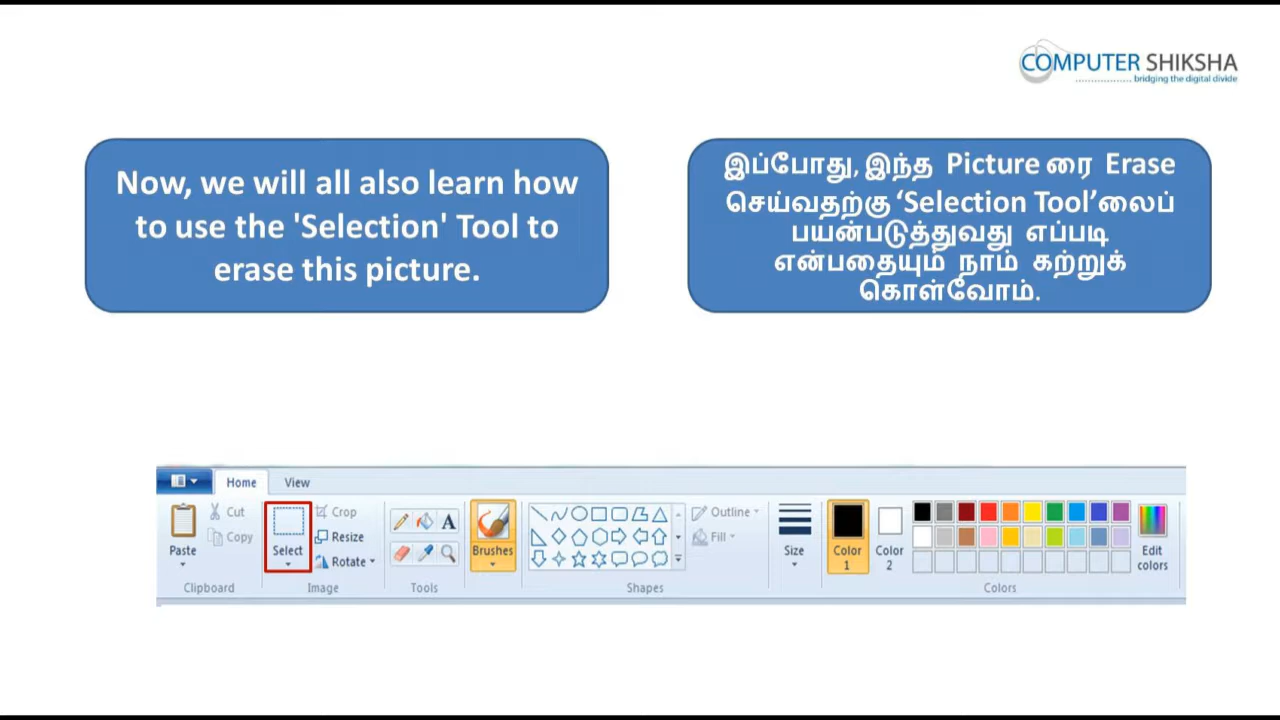 COMPUTER SHIKSHA
bridging the digital divide
Now, we will all also learn how
to use the 'Selection' Tool to
erase this picture.
இப்போது, இந்த Picture ரை Erase
செய்வதற்கு ‘Selection Tool’லைப்
பயன்படுத்துவது எப்படி
என்பதையும் நாம் கற்றுக்
கொள்வோம்.
Home View
Paste
Cut
Copy
Clipboard
Select
Crop
Resize
Rotate
Image
A
Tools
Brushes
Outline
Fill
Shapes
Size
Color
1
Color
2
Edit
colors
Colors